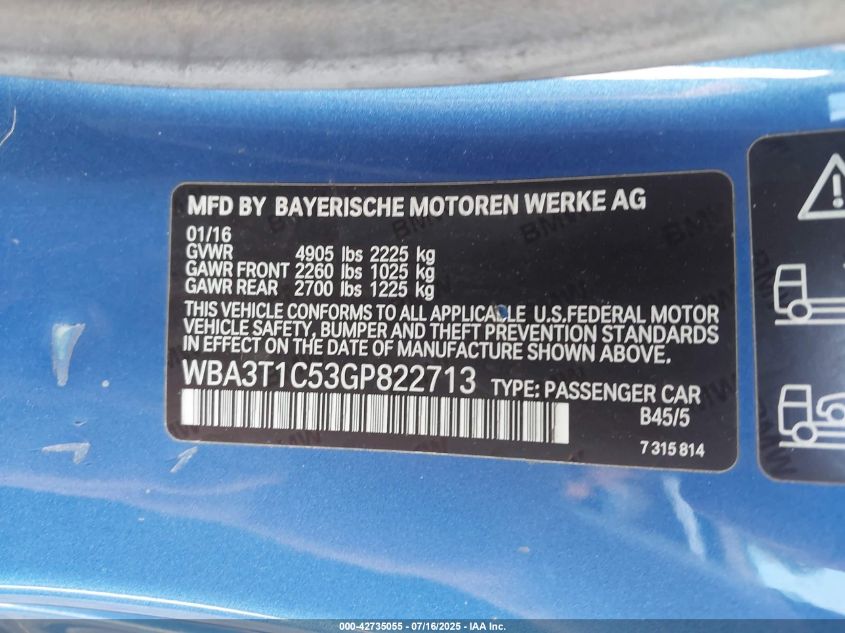 MFD BY BAYERISCHE MOTOREN WERKE AG
01/16
GVWR 4905 lbs 2225 kg
GAWR FRONT 2260 lbs 1025 kg
GAWR REAR 2700 lbs 1225 kg
THIS VEHICLE CONFORMS TO ALL APPLICABLE U.S.FEDERAL MOTOR
VEHICLE SAFETY, BUMPER AND THEFT PREVENTION STANDARDS
IN EFFECT ON THE DATE OF MANUFACTURE SHOWN ABOVE.
WBA3T1C53GP822713 TYPE: PASSENGER CAR
B45/5
7 315 814
000-42735055 - 07/16/2025 - IAA Inc.